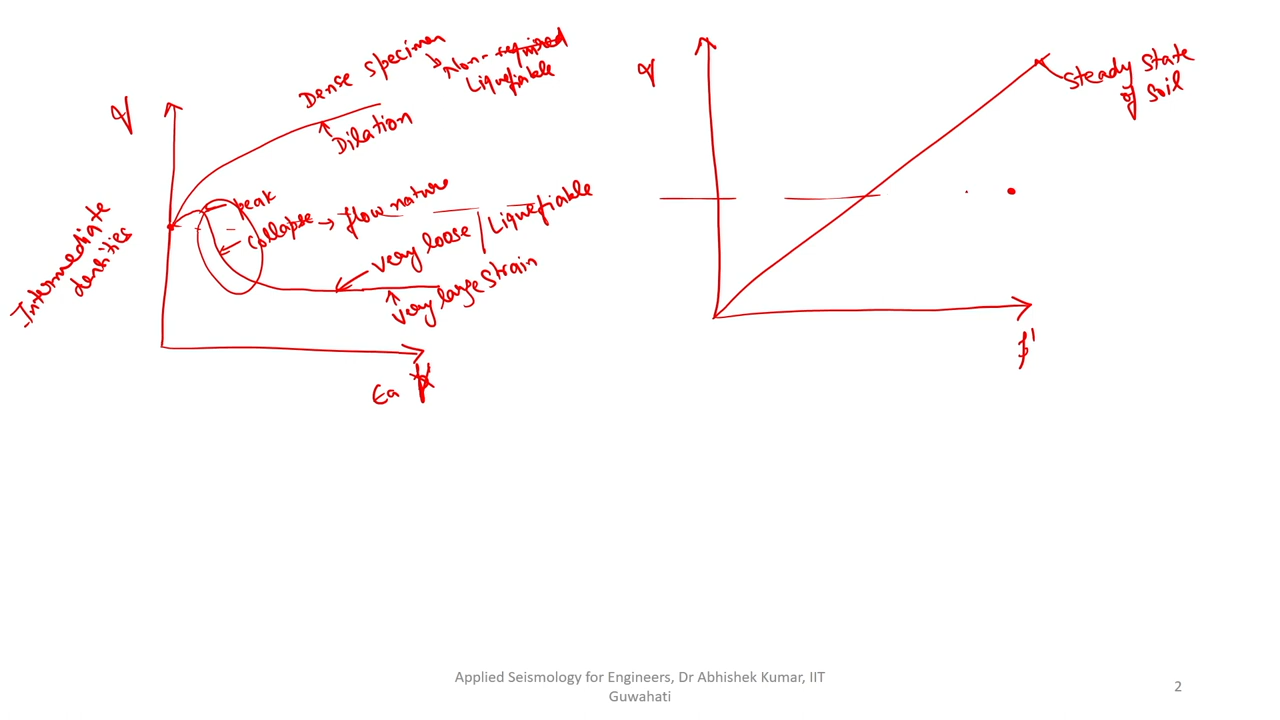 q
Dense specimen
Non-required
Liquefiable
Dilation
peak
Collapse → flow nature
very loose | Liquefiable
very large strain
Intermediate
densities
Ea
q
Steady state
of soil
p'
Applied Seismology for Engineers, Dr Abhishek Kumar, IIT
Guwahati
2